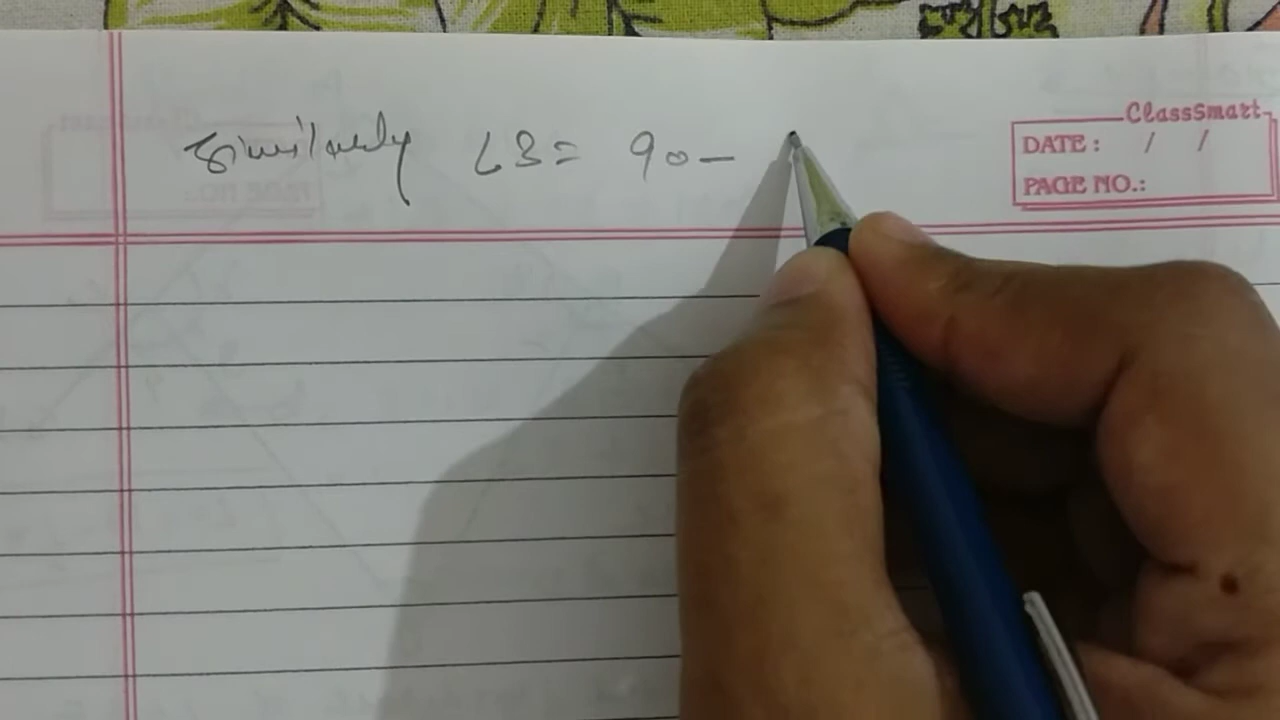 Similarly ∠3 = 90 –
ClassSmart
DATE : / /
PAGE NO.: